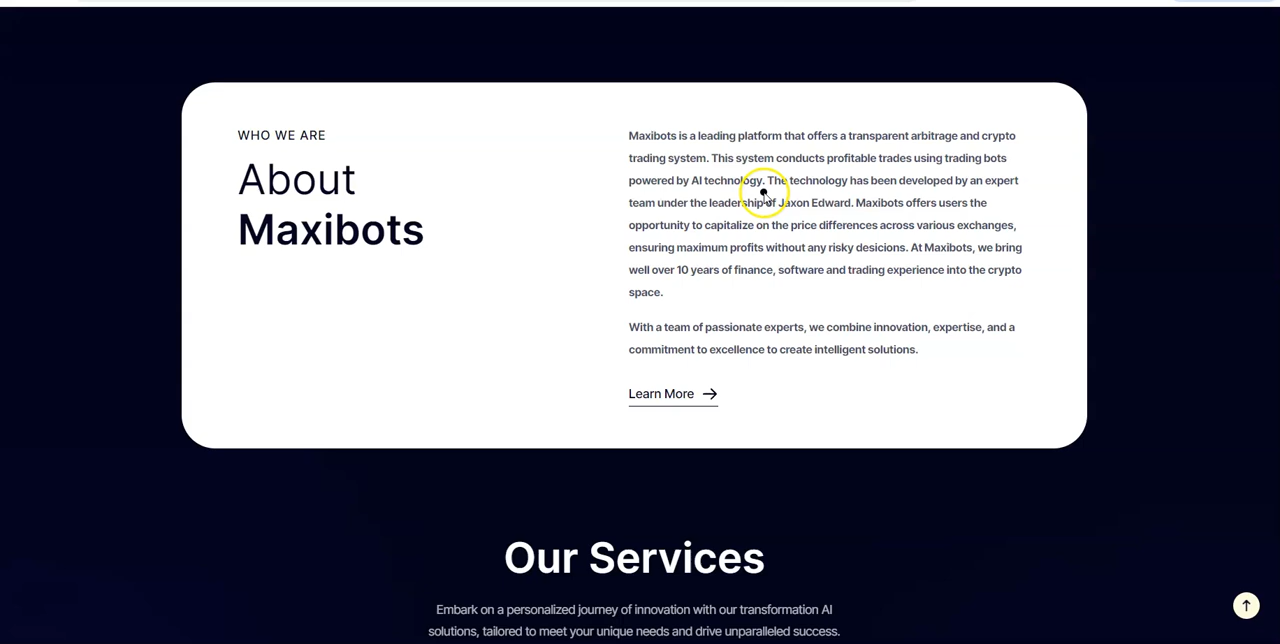 WHO WE ARE
About
Maxibots
Maxibots is a leading platform that offers a transparent arbitrage and crypto
trading system. This system conducts profitable trades using trading bots
powered by AI technology. The technology has been developed by an expert
team under the leadership of Jaxon Edward. Maxibots offers users the
opportunity to capitalize on the price differences across various exchanges,
ensuring maximum profits without any risky desicions. At Maxibots, we bring
well over 10 years of finance, software and trading experience into the crypto
space.
With a team of passionate experts, we combine innovation, expertise, and a
commitment to excellence to create intelligent solutions.
Learn More
Our Services
Embark on a personalized journey of innovation with our transformation AI
solutions, tailored to meet your unique needs and drive unparalleled success.